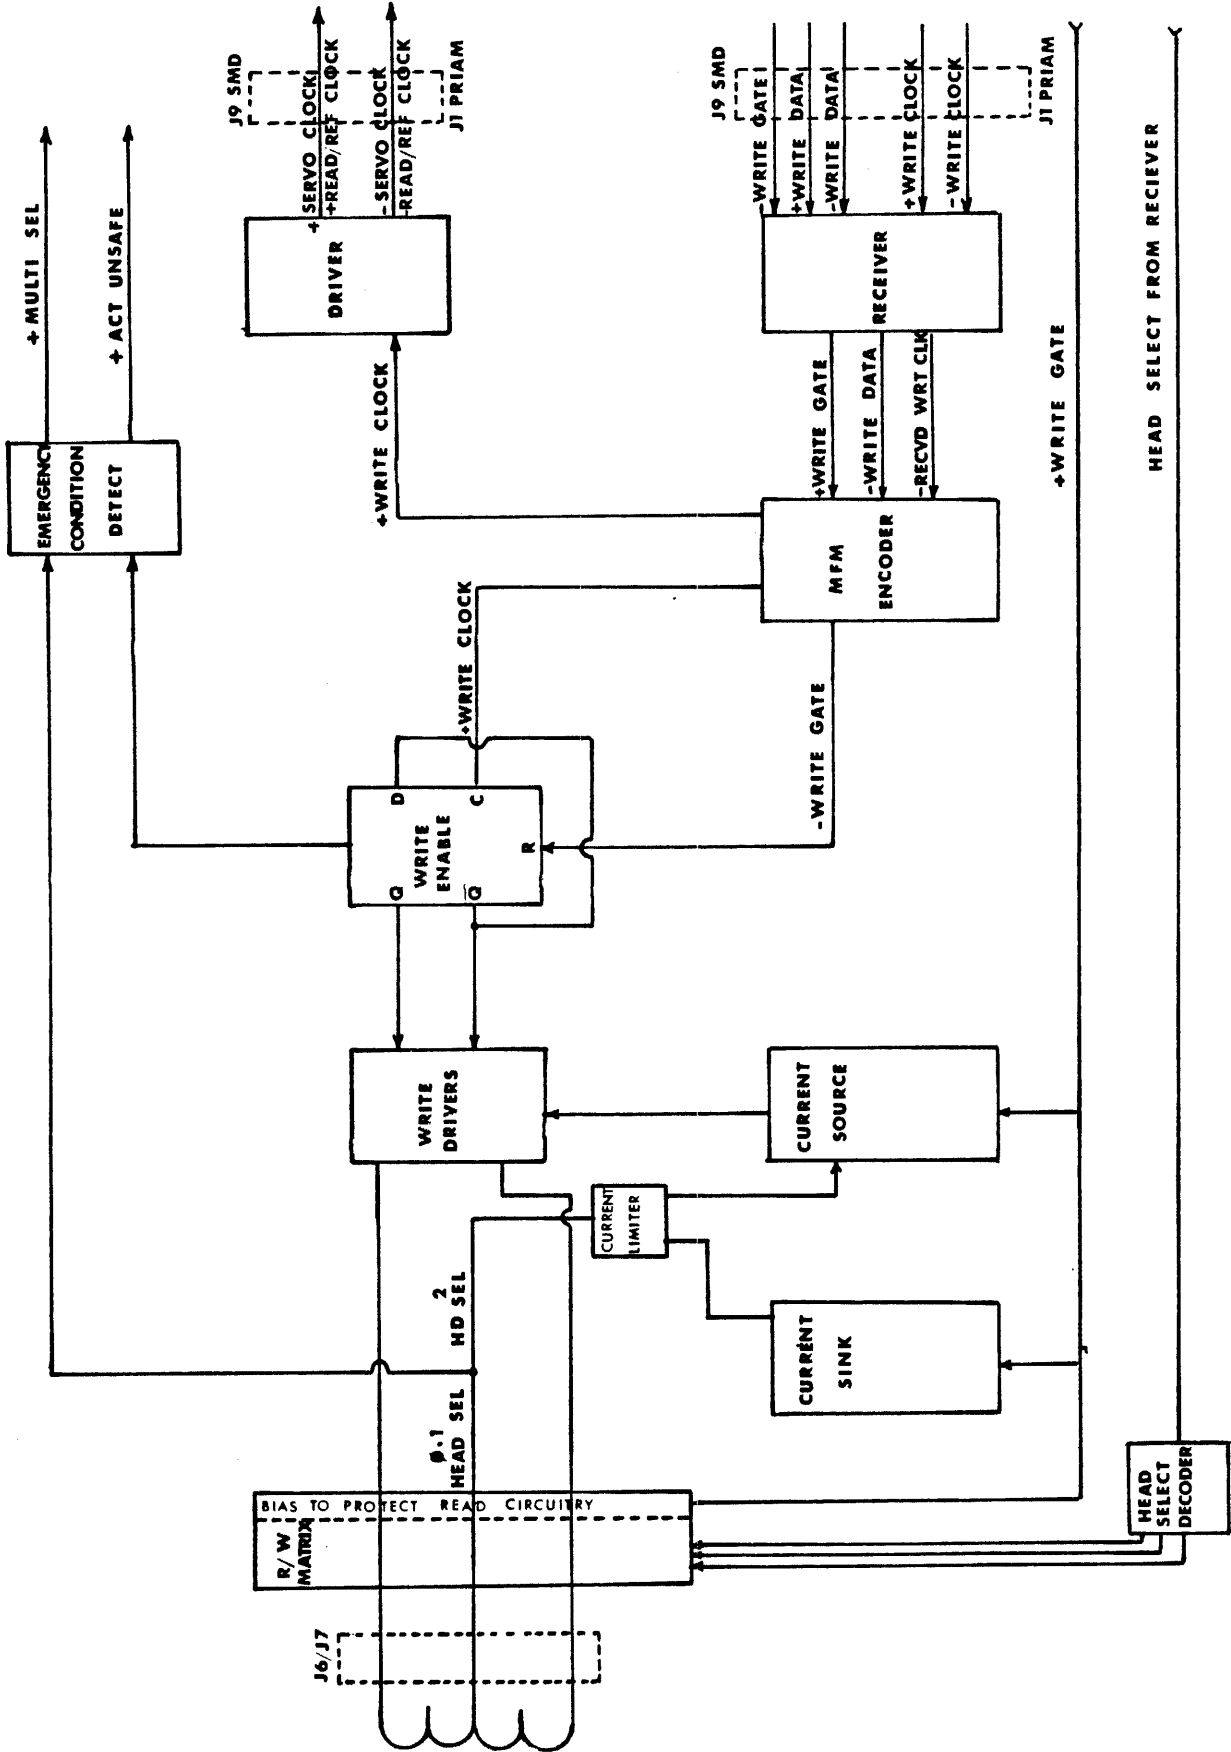 +MULTI SEL
+ACT UNSAFE
EMERGENCY
CONDITION
DETECT
J9 SMD
+SERVO CLOCK
+READ/REF CLOCK
-SERVO CLOCK
-READ/REF CLOCK
J1 PRIAM
DRIVER
+WRITE CLOCK
J9 SMD
-WRITE GATE
+WRITE DATA
-WRITE DATA
+WRITE CLOCK
-WRITE CLOCK
J1 PRIAM
RECEIVER
+WRITE GATE
-WRITE DATA
-RECVD WRT CLK
MFM
ENCODER
+WRITE CLOCK
-WRITE GATE
D
C
R
Q
Q̅
WRITE
ENABLE
WRITE
DRIVERS
CURRENT
SOURCE
CURRENT
LIMITER
CURRENT
SINK
2
HD SEL
0.1
HEAD SEL
BIAS TO PROTECT READ CIRCUITRY
R/W
MATRIX
J6/J7
+WRITE GATE
HEAD SELECT FROM RECIEVER
HEAD
SELECT
DECODER